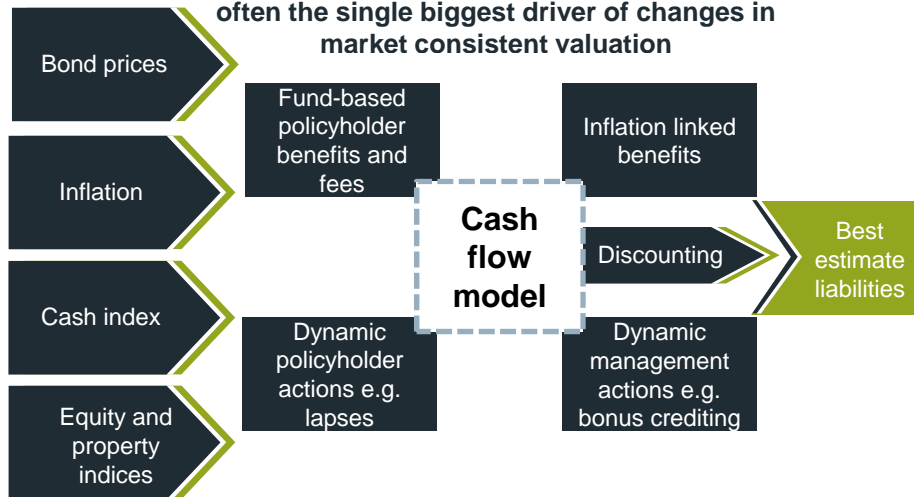 often the single biggest driver of changes in
market consistent valuation
Bond prices
Inflation
Cash index
Equity and
property
indices
Fund-based
policyholder
benefits and
fees
Dynamic
policyholder
actions e.g.
lapses
Cash
flow
model
Inflation linked
benefits
Discounting
Dynamic
management
actions e.g.
bonus crediting
Best
estimate
liabilities